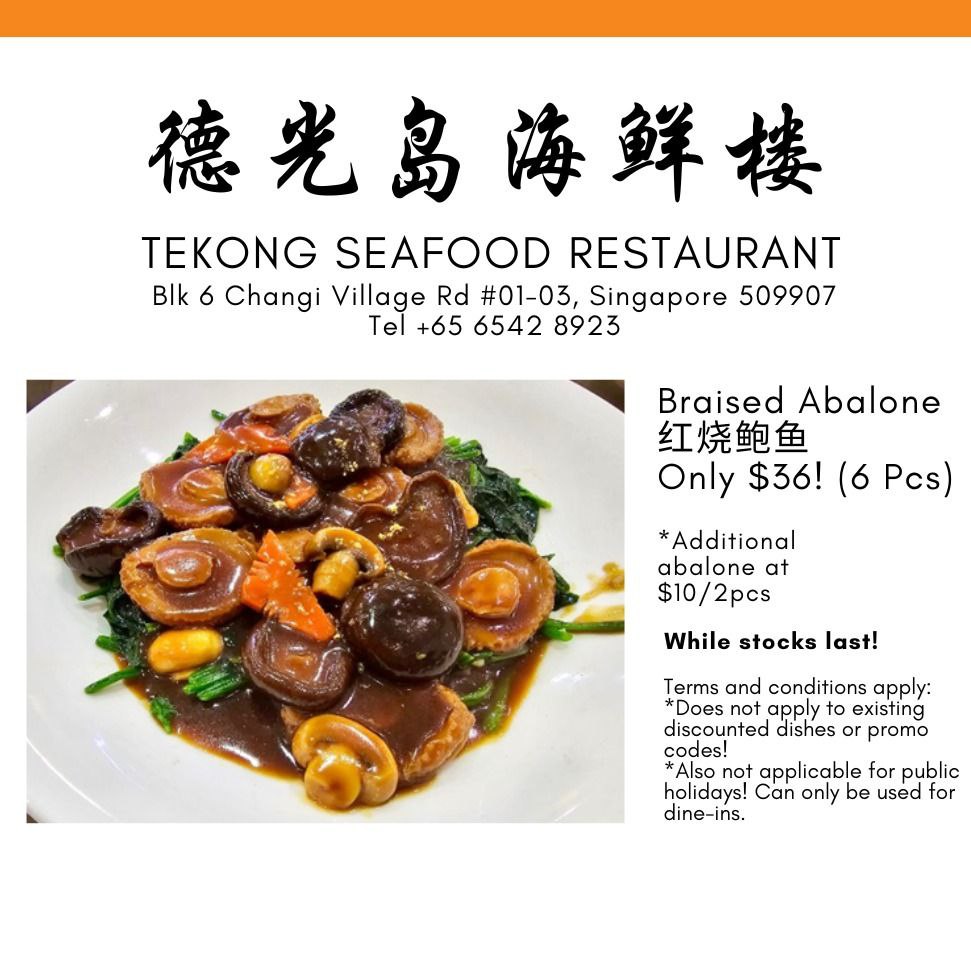 德光岛海鲜楼
TEKONG SEAFOOD RESTAURANT
Blk 6 Changi Village Rd #01-03, Singapore 509907
Tel +65 6542 8923
Braised Abalone
红烧鲍鱼
Only $36! (6 Pcs)
*Additional
abalone at
$10/2pcs
While stocks last!
Terms and conditions apply:
*Does not apply to existing
discounted dishes or promo
codes!
*Also not applicable for public
holidays! Can only be used for
dine-ins.